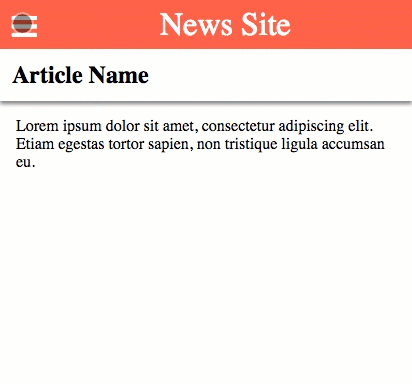 News Site
Article Name
Lorem ipsum dolor sit amet, consectetur adipiscing elit.
Etiam egestas tortor sapien, non tristique ligula accumsan
eu.